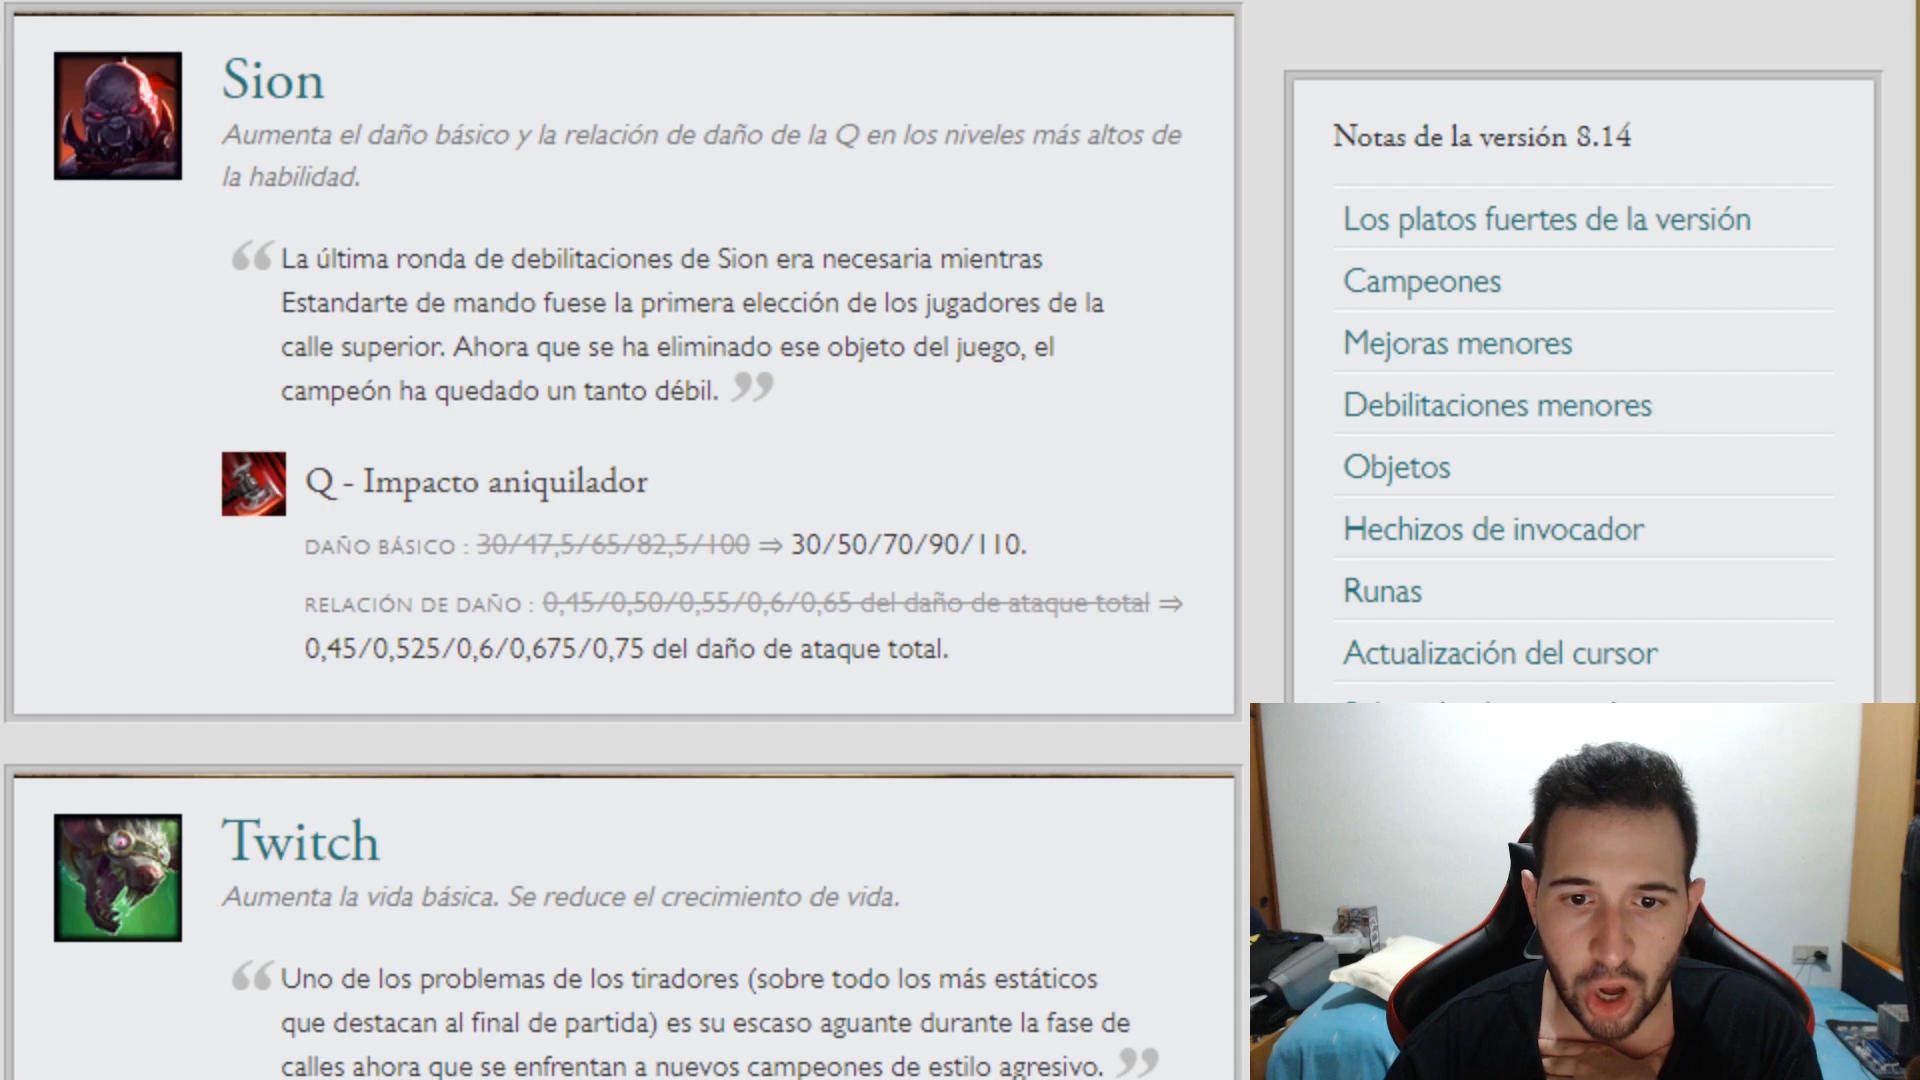 Sion
Aumenta el daño básico y la relación de daño de la Q en los niveles más altos de
la habilidad.
“ La última ronda de debilitaciones de Sion era necesaria mientras
Estandarte de mando fuese la primera elección de los jugadores de la
calle superior. Ahora que se ha eliminado ese objeto del juego, el
campeón ha quedado un tanto débil. ”
Q - Impacto aniquilador
DAÑO BÁSICO : 30/47,5/65/82,5/100 ⇒ 30/50/70/90/110.
RELACIÓN DE DAÑO : 0,45/0,50/0,55/0,6/0,65 del daño de ataque total ⇒
0,45/0,525/0,6/0,675/0,75 del daño de ataque total.
Twitch
Aumenta la vida básica. Se reduce el crecimiento de vida.
“ Uno de los problemas de los tiradores (sobre todo los más estáticos
que destacan al final de partida) es su escaso aguante durante la fase de
calles ahora que se enfrentan a nuevos campeones de estilo agresivo. ”
Notas de la versión 8.14
Los platos fuertes de la versión
Campeones
Mejoras menores
Debilitaciones menores
Objetos
Hechizos de invocador
Runas
Actualización del cursor